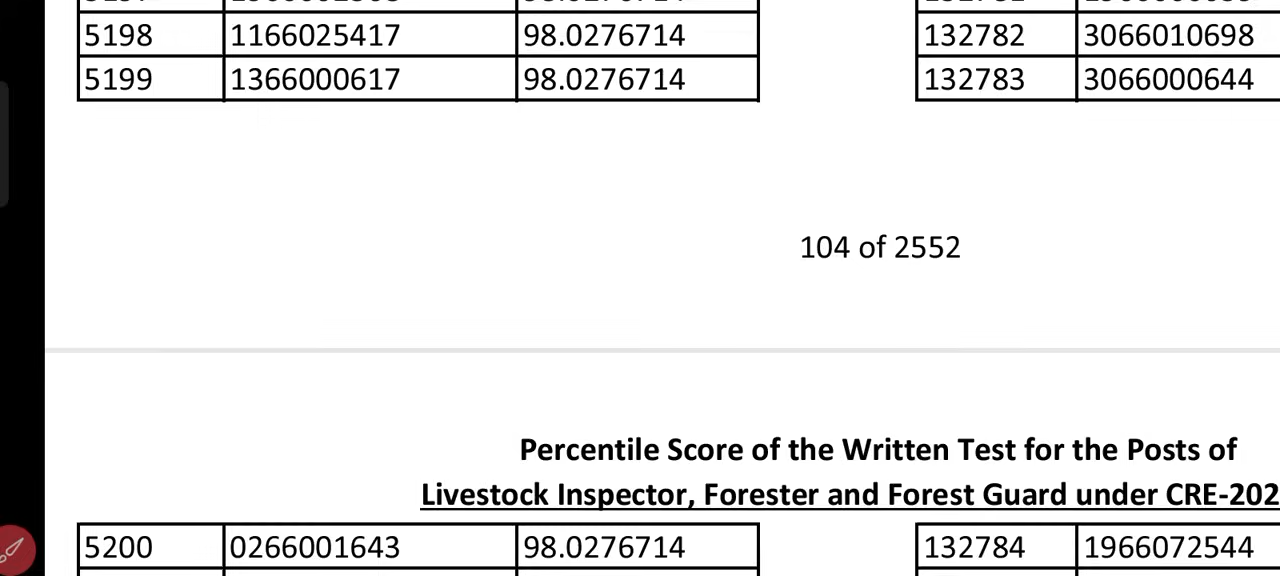 5198 1166025417 98.0276714 132782 3066010698
5199 1366000617 98.0276714 132783 3066000644
104 of 2552
Percentile Score of the Written Test for the Posts of
Livestock Inspector, Forester and Forest Guard under CRE-202
5200 0266001643 98.0276714 132784 1966072544